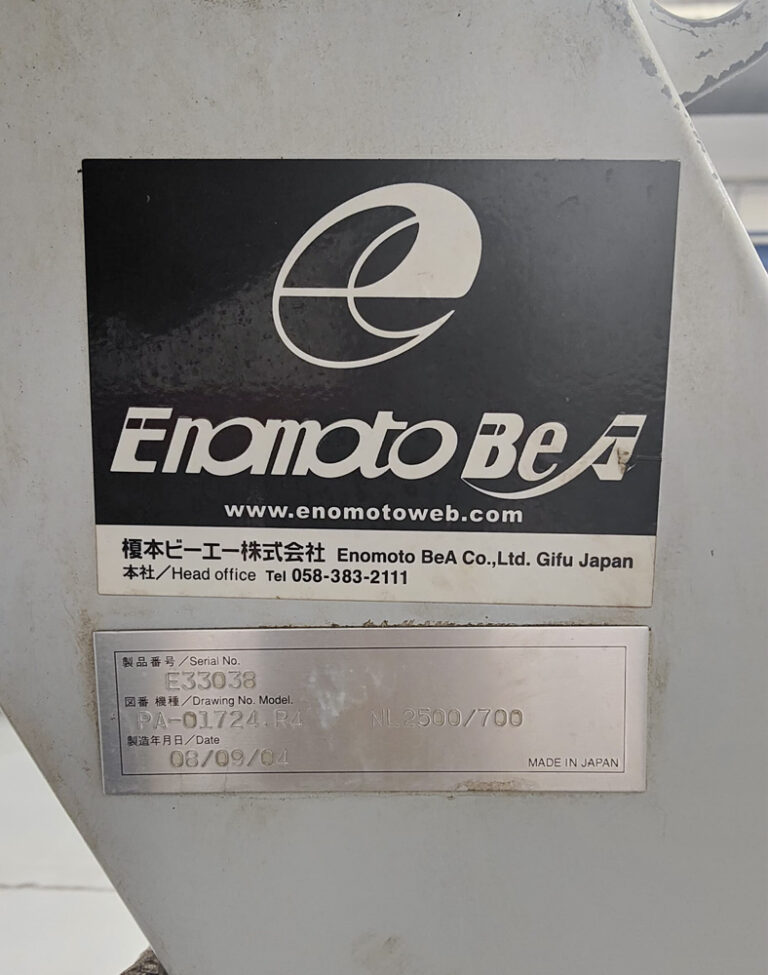 Enomoto BeA
www.enomotoweb.com
榎本ビーエー株式会社 Enomoto BeA Co.,Ltd. Gifu Japan
本社／Head office Tel 058-383-2111
製品番号／Serial No.
E33038
図番 機種／Drawing No. Model.
PA-01724.R4 NL2500/700
製造年月日／Date
08/09/04
MADE IN JAPAN